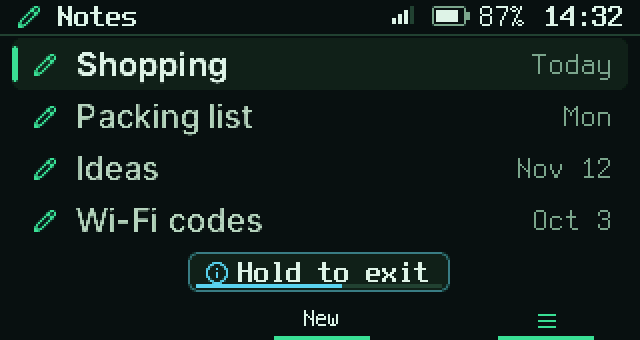 Notes 87% 14:32
Shopping Today
Packing list Mon
Ideas Nov 12
Wi-Fi codes Oct 3
Hold to exit
New